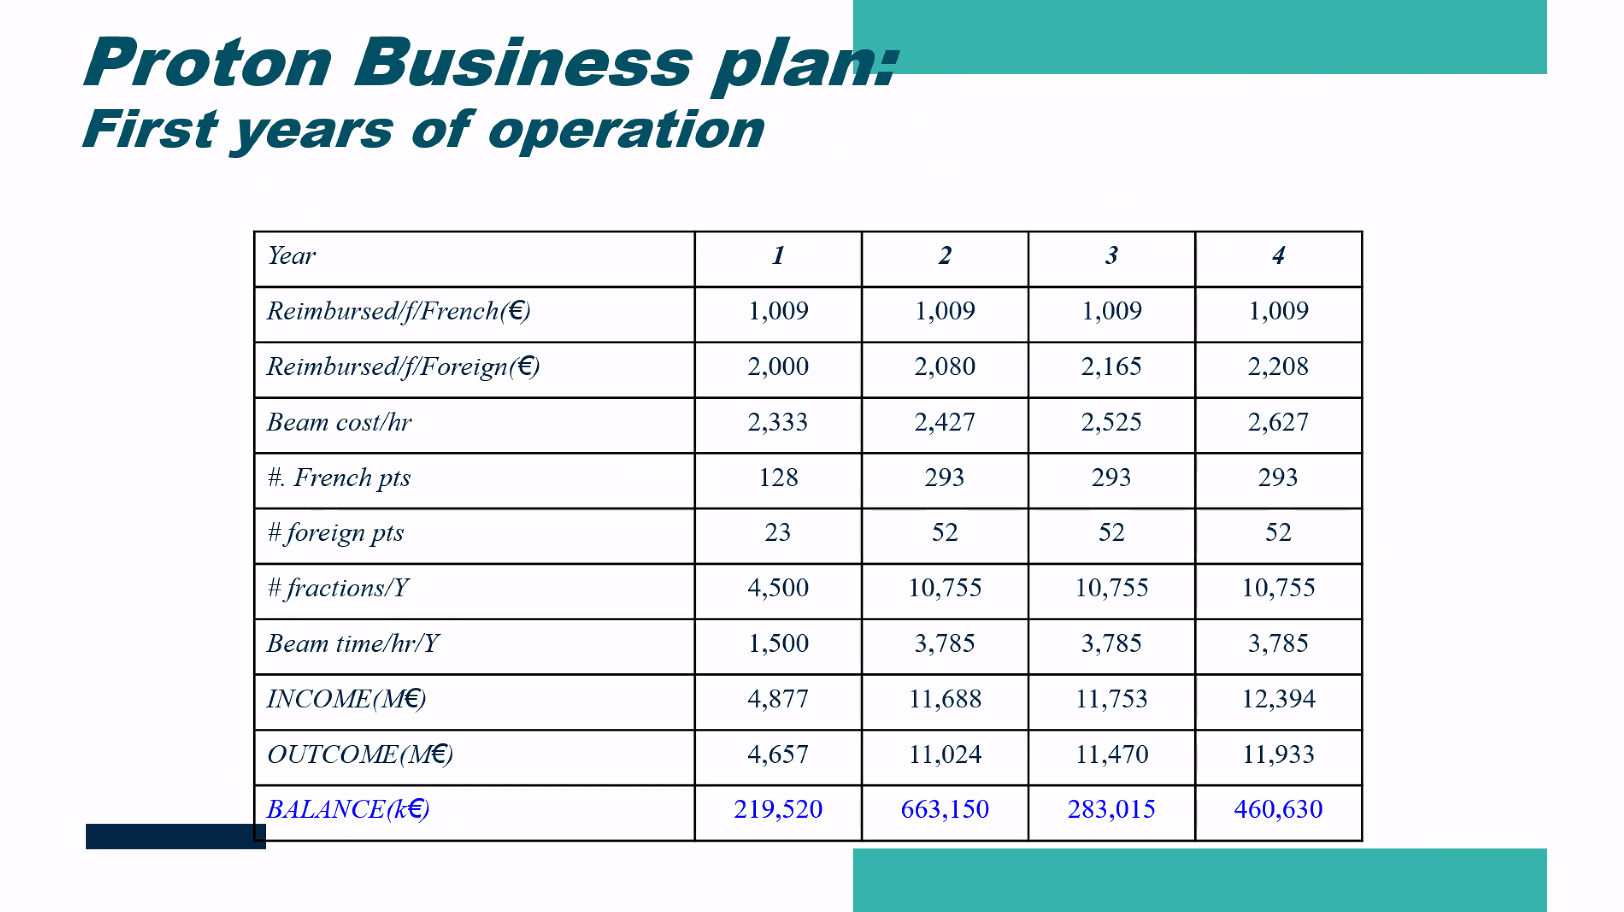 Proton Business plan:
First years of operation
Year 1 2 3 4
Reimbursed/f/French(€) 1,009 1,009 1,009 1,009
Reimbursed/f/Foreign(€) 2,000 2,080 2,165 2,208
Beam cost/hr 2,333 2,427 2,525 2,627
#. French pts 128 293 293 293
# foreign pts 23 52 52 52
# fractions/Y 4,500 10,755 10,755 10,755
Beam time/hr/Y 1,500 3,785 3,785 3,785
INCOME(M€) 4,877 11,688 11,753 12,394
OUTCOME(M€) 4,657 11,024 11,470 11,933
BALANCE(k€) 219,520 663,150 283,015 460,630